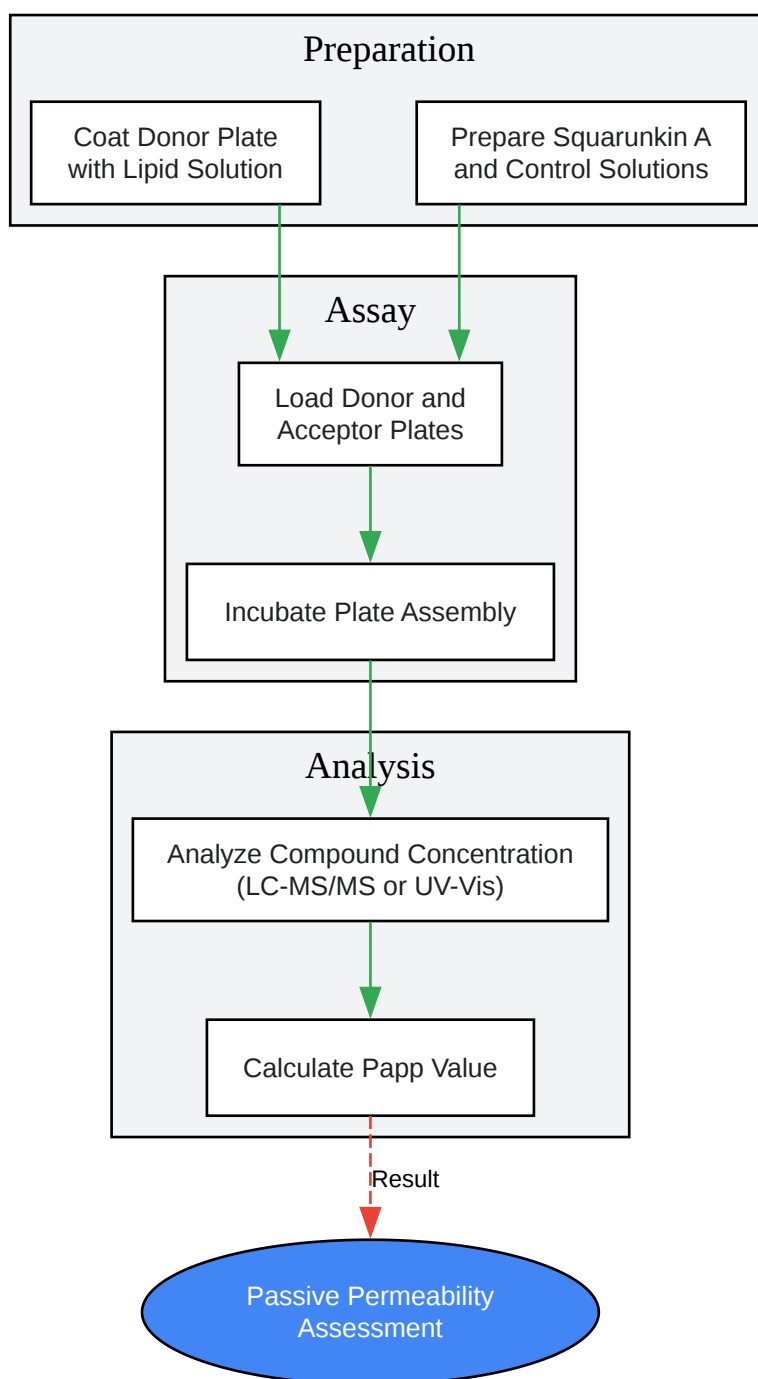 Preparation
Coat Donor Plate
with Lipid Solution
Prepare Squarunkin A
and Control Solutions
Assay
Load Donor and
Acceptor Plates
Incubate Plate Assembly
Analysis
Analyze Compound Concentration
(LC-MS/MS or UV-Vis)
Calculate Papp Value
Result
Passive Permeability
Assessment